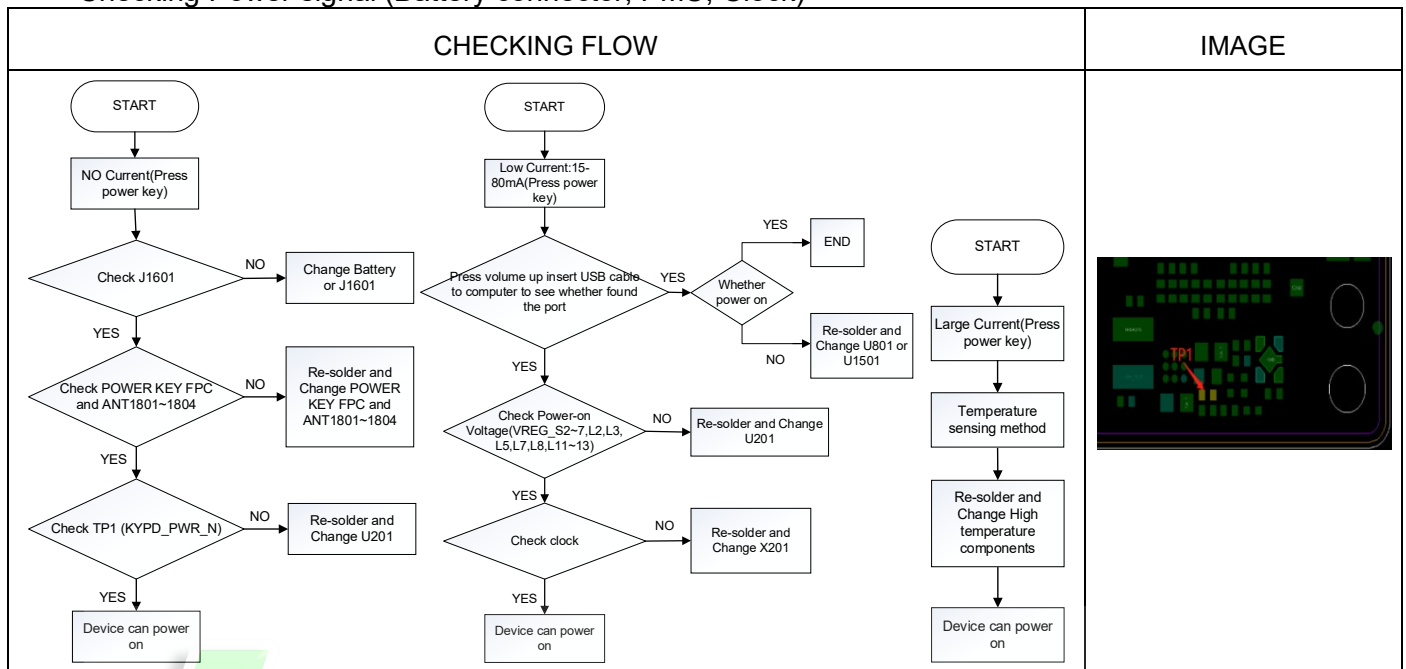 Checking Power signal (Battery connector, PMU, Clock)
CHECKING FLOW
IMAGE
START
NO Current(Press
power key)
Check J1601
NO
Change Battery
or J1601
YES
Check POWER KEY FPC
and ANT1801~1804
NO
Re-solder and
Change POWER
KEY FPC and
ANT1801~1804
YES
Check TP1 (KYPD_PWR_N)
NO
Re-solder and
Change U201
YES
Device can power
on
START
Low Current:15-
80mA(Press power
key)
Press volume up insert USB cable
to computer to see whether found
the port
YES
Whether
power on
YES
END
NO
Re-solder and
Change U801 or
U1501
YES
Check Power-on
Voltage(VREG_S2~7,L2,L3,
L5,L7,L8,L11~13)
NO
Re-solder and Change
U201
YES
Check clock
NO
Re-solder and
Change X201
YES
Device can power
on
START
Large Current(Press
power key)
Temperature
sensing method
Re-solder and
Change High
temperature
components
Device can power
on
TP1